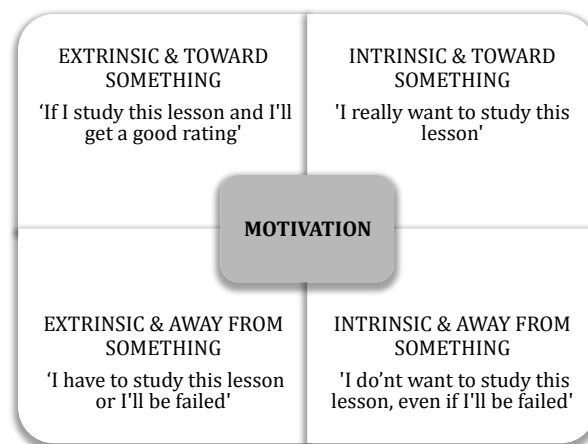 EXTRINSIC & TOWARD
SOMETHING
‘If I study this lesson and I'll
get a good rating'
INTRINSIC & TOWARD
SOMETHING
'I really want to study this
lesson'
MOTIVATION
EXTRINSIC & AWAY FROM
SOMETHING
‘I have to study this lesson
or I'll be failed'
INTRINSIC & AWAY FROM
SOMETHING
'I do’nt want to study this
lesson, even if I'll be failed'